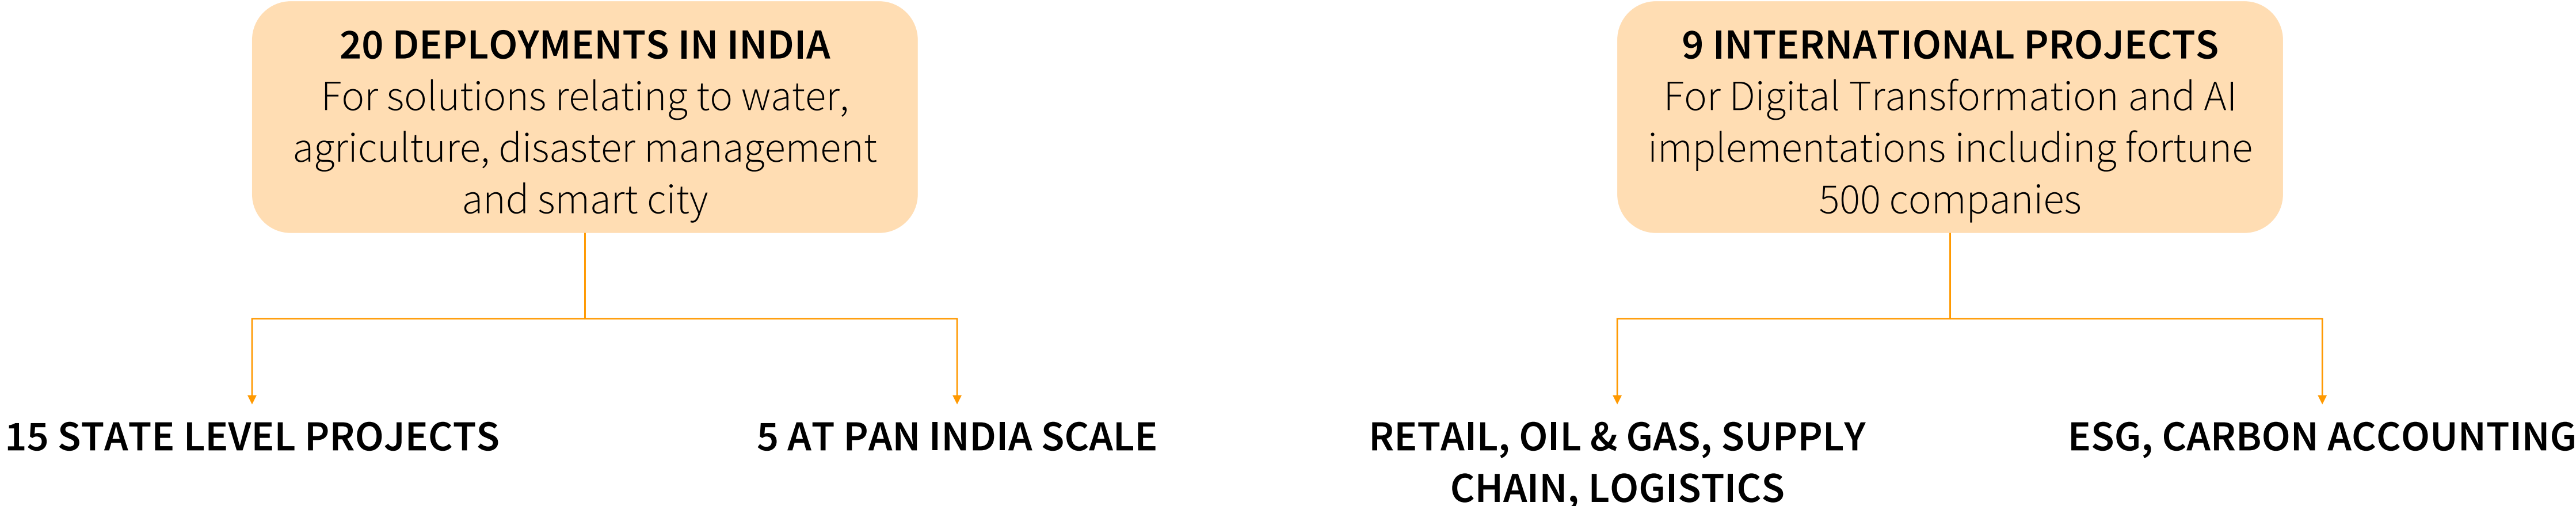 20 DEPLOYMENTS IN INDIA
For solutions relating to water,
agriculture, disaster management
and smart city
9 INTERNATIONAL PROJECTS
For Digital Transformation and AI
implementations including fortune
500 companies
15 STATE LEVEL PROJECTS
5 AT PAN INDIA SCALE
RETAIL, OIL & GAS, SUPPLY
CHAIN, LOGISTICS
ESG, CARBON ACCOUNTING